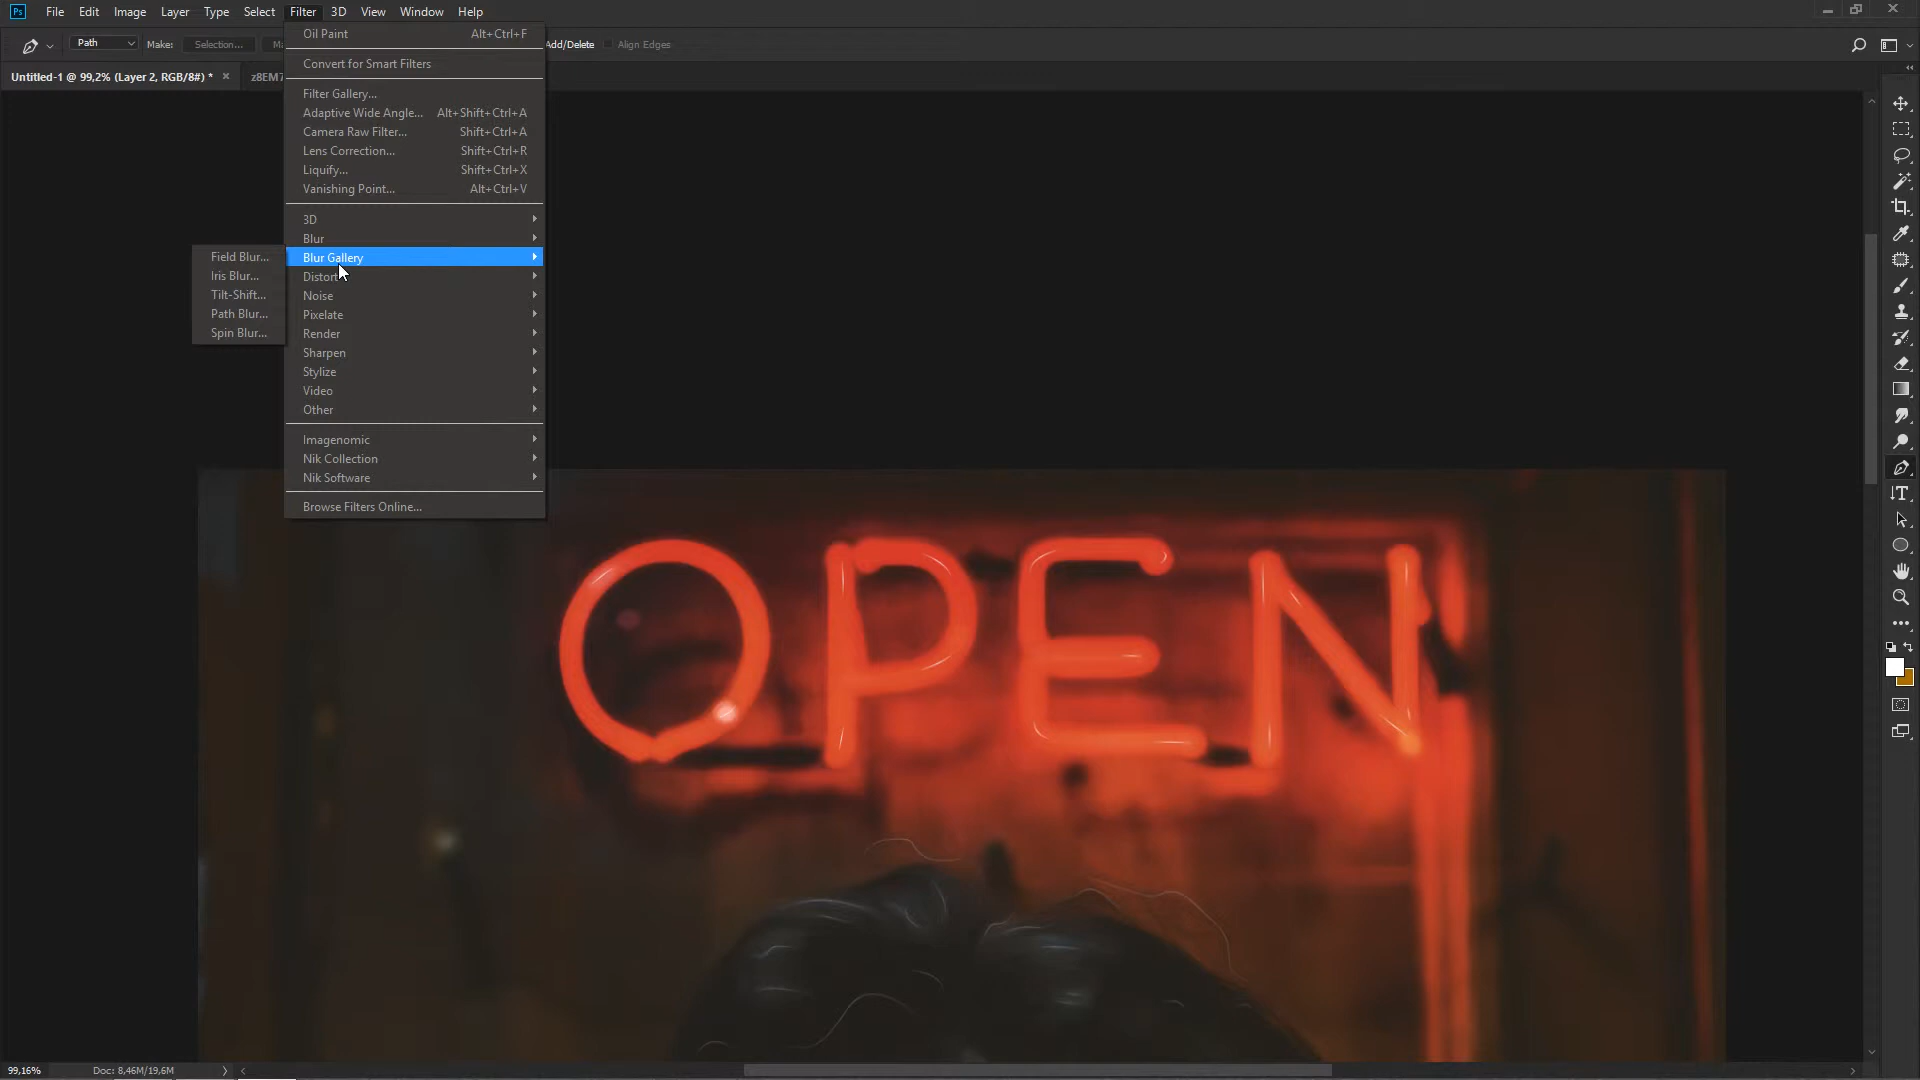 Ps File Edit Image Layer Type Select Filter 3D View Window Help
Path Make: Selection... Ma Add/Delete Align Edges
Untitled-1 @ 99,2% (Layer 2, RGB/8#) * × z8EM7
Oil Paint Alt+Ctrl+F
Convert for Smart Filters
Filter Gallery...
Adaptive Wide Angle... Alt+Shift+Ctrl+A
Camera Raw Filter... Shift+Ctrl+A
Lens Correction... Shift+Ctrl+R
Liquify... Shift+Ctrl+X
Vanishing Point... Alt+Ctrl+V
3D
Blur
Blur Gallery
Distort
Noise
Pixelate
Render
Sharpen
Stylize
Video
Other
Imagenomic
Nik Collection
Nik Software
Browse Filters Online...
Field Blur...
Iris Blur...
Tilt-Shift...
Path Blur...
Spin Blur...
OPEN
99,16% Doc: 8,46M/19,6M